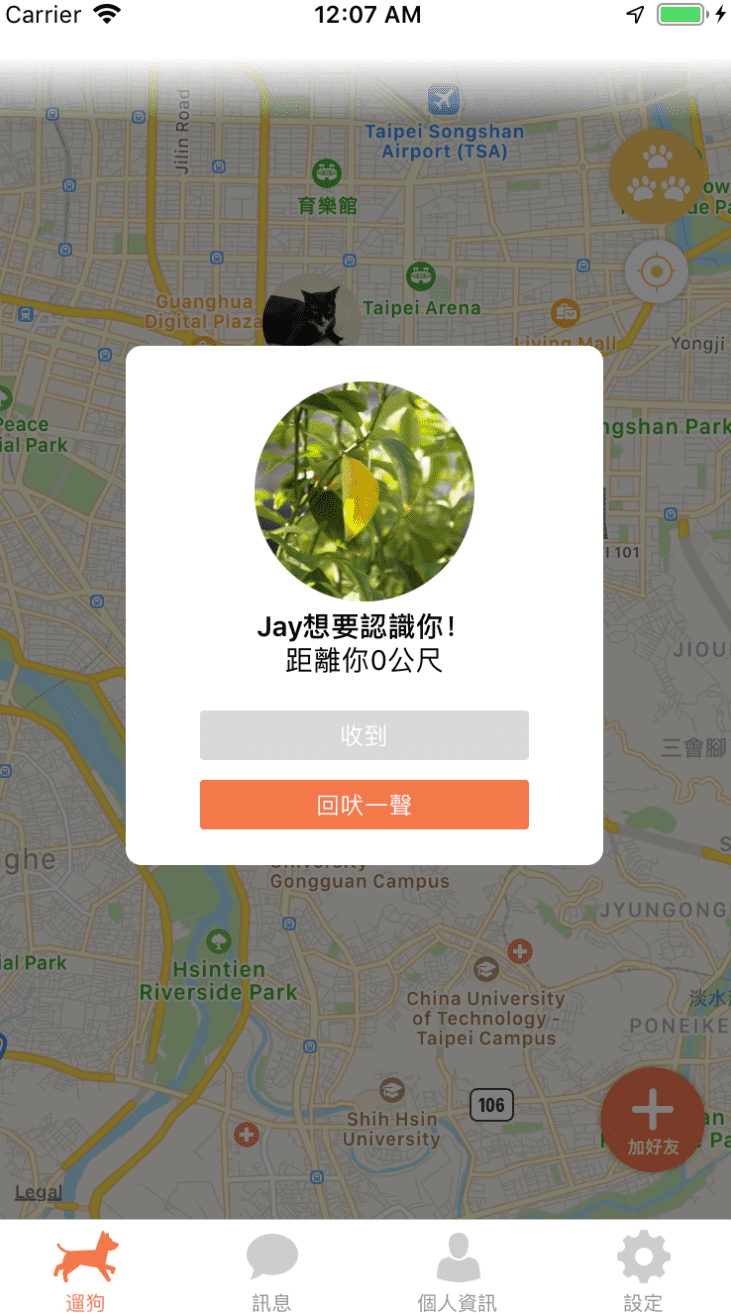 Carrier
12:07 AM
Jilin Road
Taipei Songshan
Airport (TSA)
育樂館
Guanghua
Digital Plaza
Taipei Arena
Living Mall
Yongji
Peace
ial Park
ngshan Park
101
Jay想要認識你!
距離你0公尺
收到
回吠一聲
JIOU
三會腳
ghe
University
Gongguan Campus
JYUNGONG
ial Park
Hsintien
Riverside Park
China University
of Technology -
Taipei Campus
淡水
PONEIKE
106
Shih Hsin
University
加好友
Legal
遛狗
訊息
個人資訊
設定